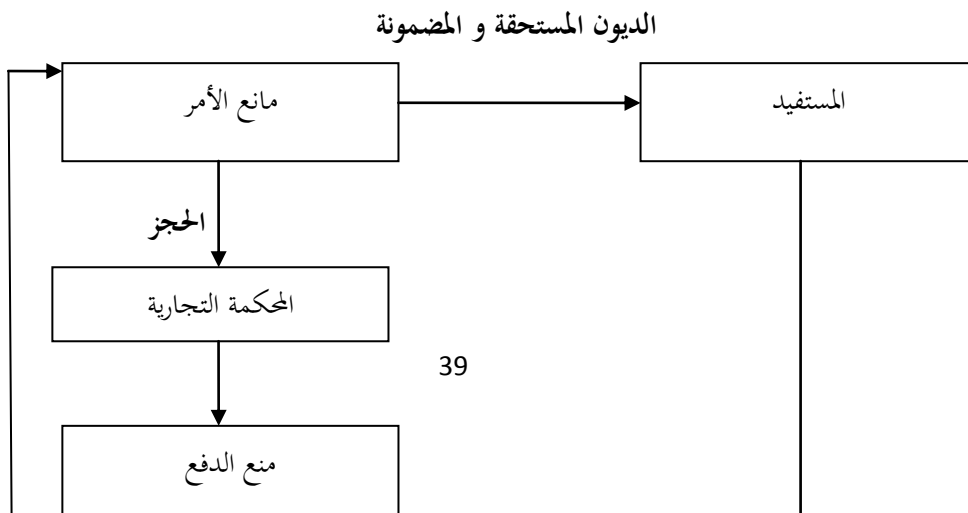 الديون المستحقة و المضمونة
المستفيد
مانع الأمر
الحجز
المحكمة التجارية
39
منع الدفع